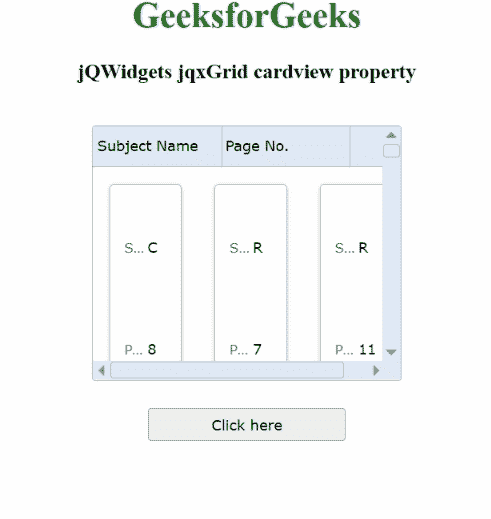 GeeksforGeeks
jQWidgets jqxGrid cardview property
Subject Name Page No.
S... C S... R S... R
P... 8 P... 7 P... 11
Click here